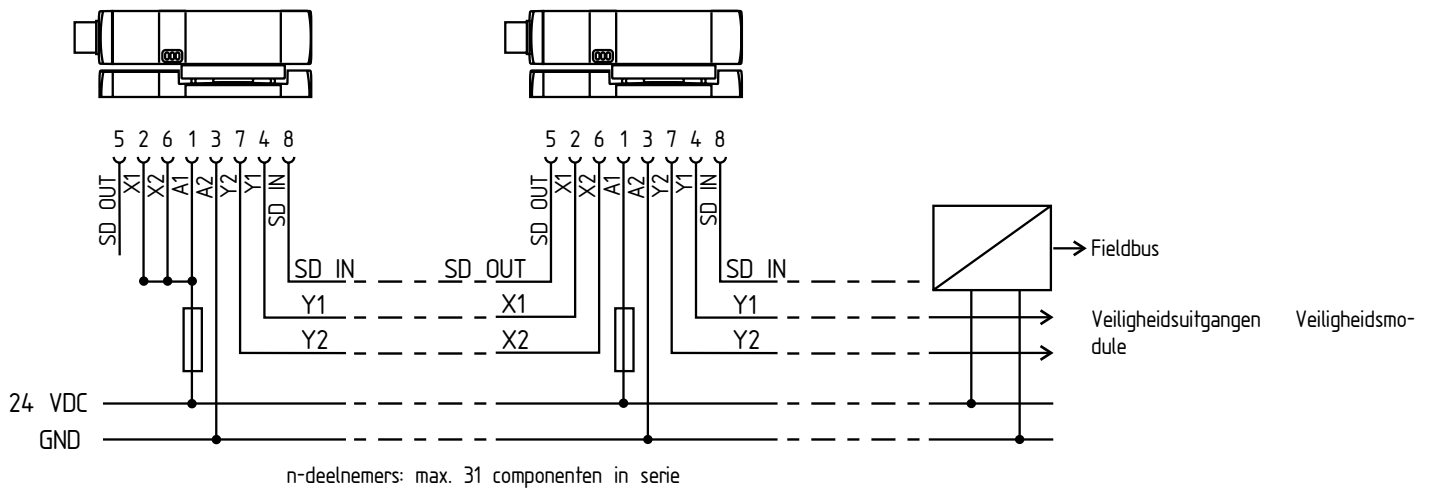 5 2 6 1 3 7 4 8
5 2 6 1 3 7 4 8
SD OUT
X1
X2
A1
A2
Y2
Y1
SD IN
SD OUT
X1
X2
A1
A2
Y2
Y1
SD IN
Fieldbus
SD IN
SD OUT
SD IN
Y1
X1
Y1
Veiligheidsuitgangen Veiligheidsmo-
dule
Y2
X2
Y2
24 VDC
GND
n-deelnemers: max. 31 componenten in serie